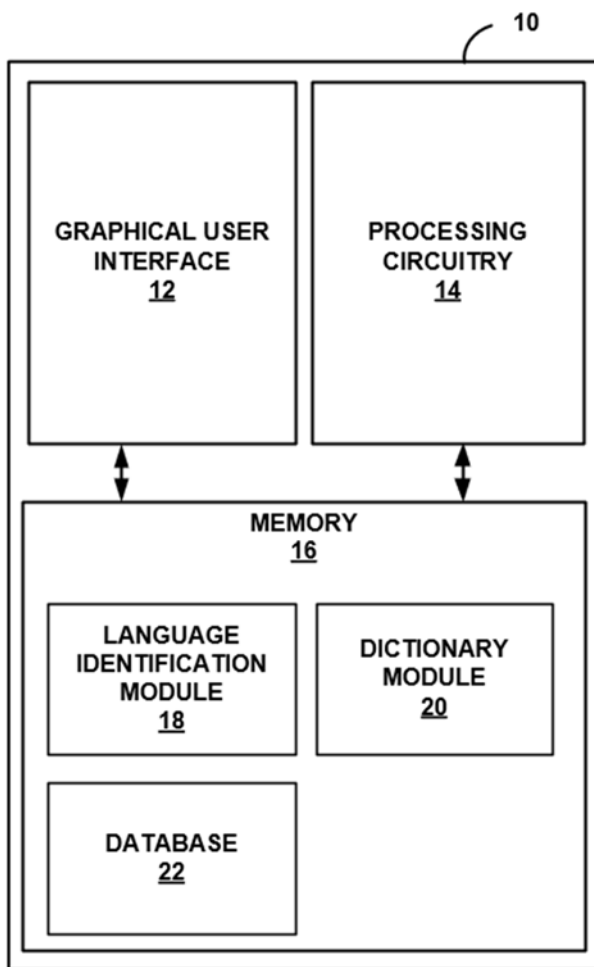 10
GRAPHICAL USER
INTERFACE
12
PROCESSING
CIRCUITRY
14
MEMORY
16
LANGUAGE
IDENTIFICATION
MODULE
18
DICTIONARY
MODULE
20
DATABASE
22